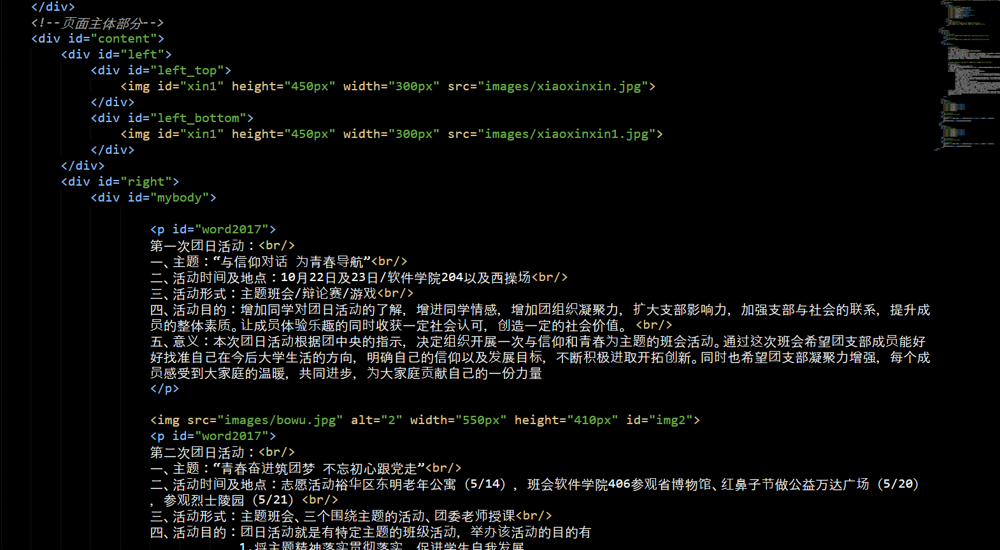 </div>
<!--页面主体部分-->
<div id="content">
<div id="left">
<div id="left_top">
<img id="xin1" height="450px" width="300px" src="images/xiaoxinxin.jpg">
</div>
<div id="left_bottom">
<img id="xin1" height="450px" width="300px" src="images/xiaoxinxin1.jpg">
</div>
</div>
<div id="right">
<div id="mybody">
<p id="word2017">
第一次团日活动：<br/>
一、主题：“与信仰对话 为青春导航”<br/>
二、活动时间及地点：10月22日及23日/软件学院204以及西操场<br/>
三、活动形式：主题班会/辩论赛/游戏<br/>
四、活动目的：增加同学对团日活动的了解，增进同学情感，增加团组织凝聚力，扩大支部影响力，加强支部与社会的联系，提升成
员的整体素质。让成员体验乐趣的同时收获一定社会认可，创造一定的社会价值。 <br/>
五、意义：本次团日活动根据团中央的指示，决定组织开展一次与信仰和青春为主题的班会活动。通过这次班会希望团支部成员能好
好找准自己在今后大学生活的方向，明确自己的信仰以及发展目标，不断积极进取开拓创新。同时也希望团支部凝聚力增强，每个成
员感受到大家庭的温暖，共同进步，为大家庭贡献自己的一份力量
</p>
<img src="images/bowu.jpg" alt="2" width="550px" height="410px" id="img2">
<p id="word2017">
第二次团日活动：<br/>
一、主题：“青春奋进筑团梦 不忘初心跟党走”<br/>
二、活动时间及地点：志愿活动裕华区东明老年公寓（5/14），班会软件学院406参观省博物馆、红鼻子节做公益万达广场（5/20）
，参观烈士陵园（5/21）<br/>
三、活动形式：主题班会、三个围绕主题的活动、团委老师授课<br/>
四、活动目的：团日活动就是有特定主题的班级活动，举办该活动的目的有
1.将主题精神落实贯彻落实，促进学生自我发展